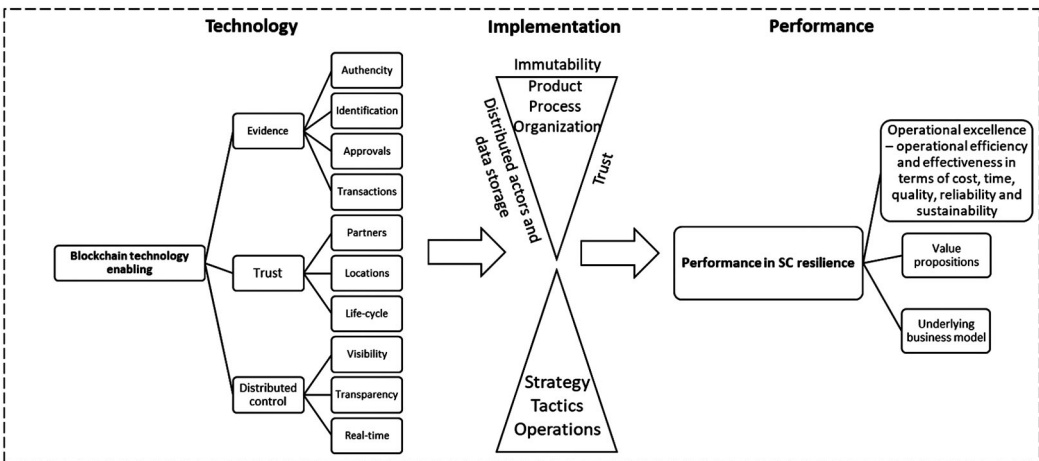 Technology
Implementation
Performance
Blockchain technology
enabling
Evidence
Trust
Distributed
control
Authencity
Identification
Approvals
Transactions
Partners
Locations
Life-cycle
Visibility
Transparency
Real-time
Immutability
Product
Process
Organization
Distributed actors and
data storage
Trust
Strategy
Tactics
Operations
Performance in SC resilience
Operational excellence
– operational efficiency
and effectiveness in
terms of cost, time,
quality, reliability and
sustainability
Value
propositions
Underlying
business model